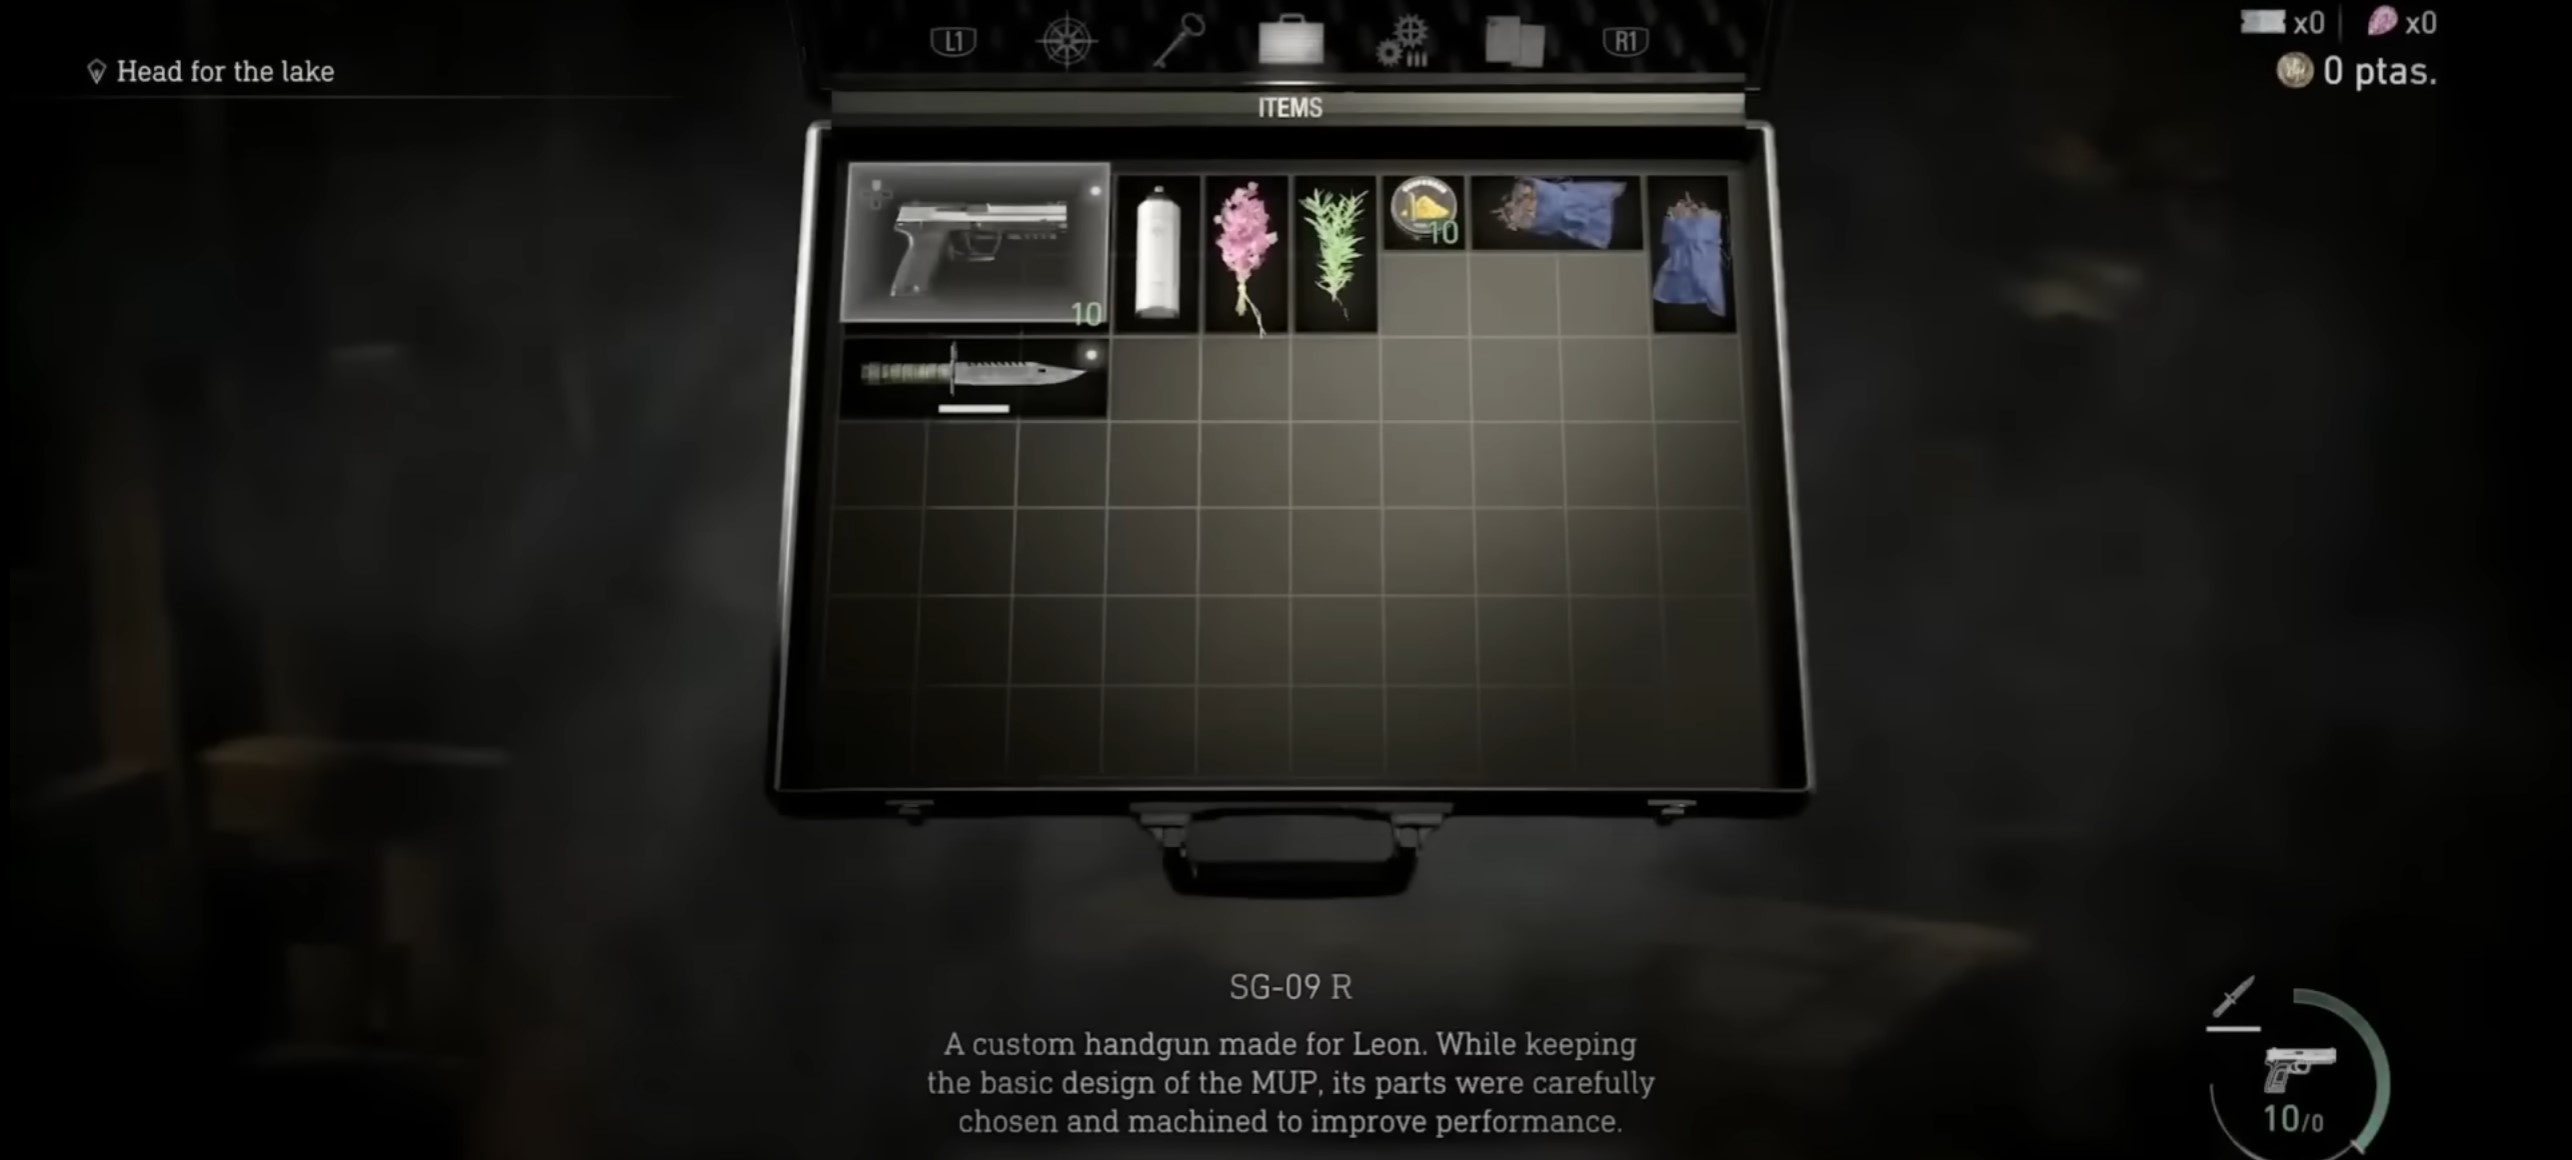 L1
R1
x0
x0
Head for the lake
0 ptas.
ITEMS
10
10
SG-09 R
A custom handgun made for Leon. While keeping
the basic design of the MUP, its parts were carefully
chosen and machined to improve performance.
10/0